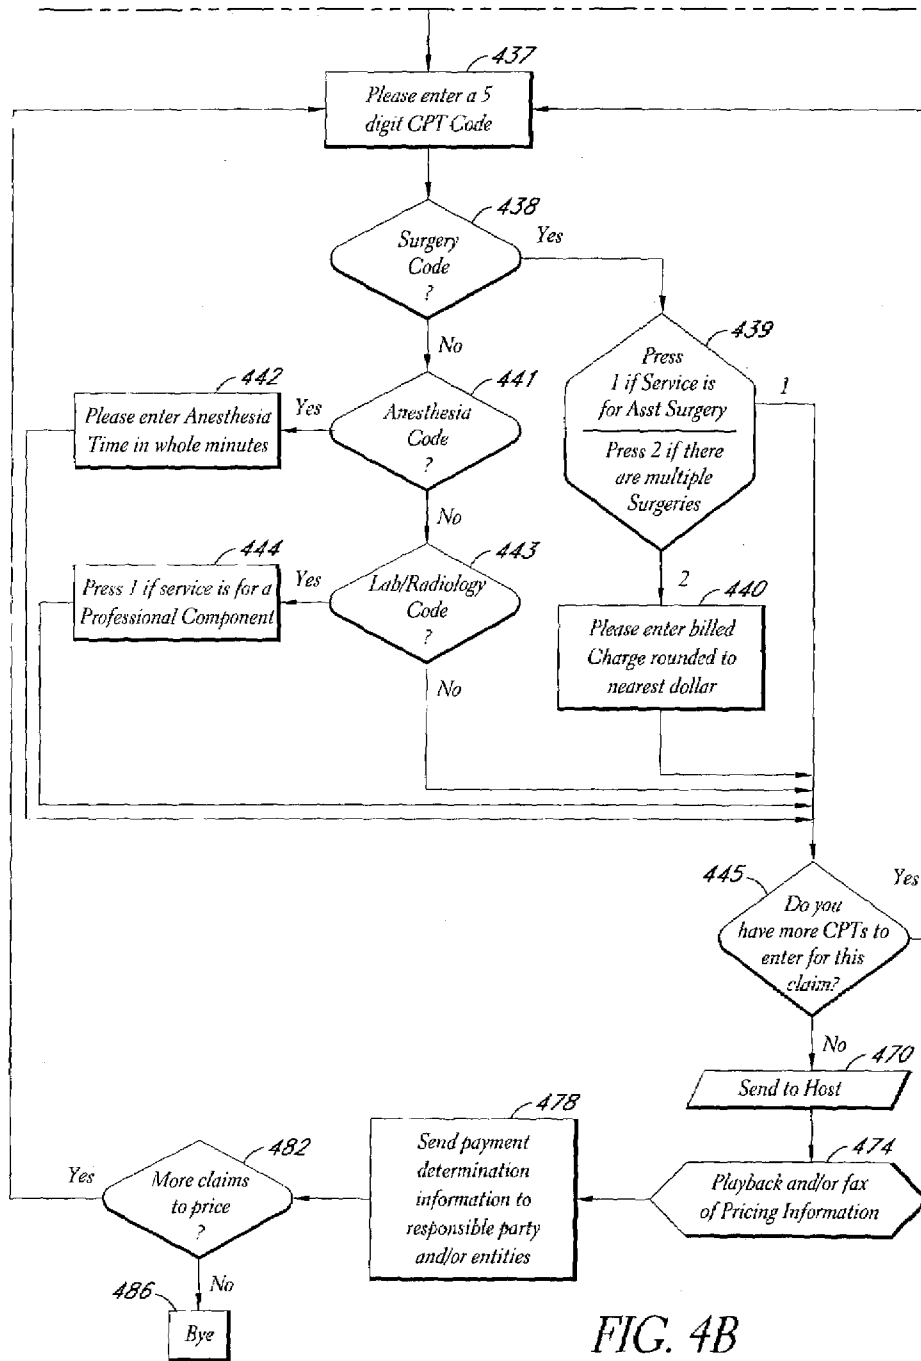 437
Please enter a 5
digit CPT Code
438
Surgery
Code
?
Yes
No
439
Press
1 if Service is
for Asst Surgery
Press 2 if there
are multiple
Surgeries
1
2
442
Please enter Anesthesia
Time in whole minutes
Yes
441
Anesthesia
Code
?
No
444
Press 1 if service is for a
Professional Component
Yes
443
Lab/Radiology
Code
?
No
440
Please enter billed
Charge rounded to
nearest dollar
445
Do you
have more CPTs to
enter for this
claim?
Yes
No
470
Send to Host
474
Playback and/or fax
of Pricing Information
478
Send payment
determination
information to
responsible party
and/or entities
482
More claims
to price
?
Yes
No
486
Bye
FIG. 4B